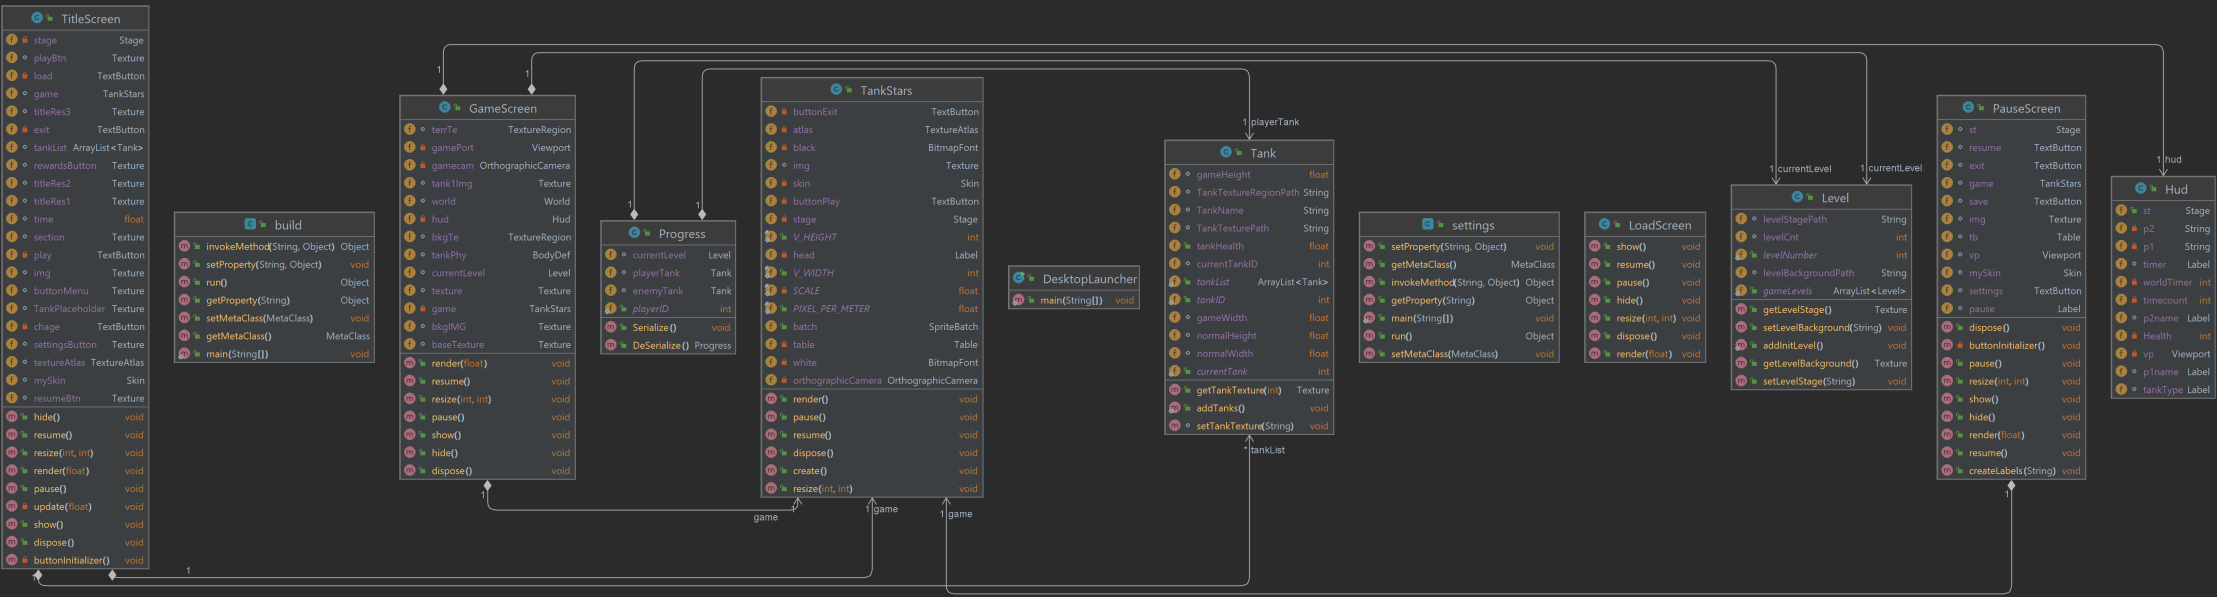 TitleScreen
stage Stage
playBtn Texture
load TextButton
game TankStars
titleRes3 Texture
exit TextButton
tankList ArrayList<Tank>
rewardsButton Texture
titleRes2 Texture
titleRes1 Texture
time float
section Texture
play TextButton
img Texture
buttonMenu Texture
TankPlaceholder Texture
chage TextButton
settingsButton Texture
textureAtlas TextureAtlas
mySkin Skin
resumeBtn Texture
hide() void
resume() void
resize(int, int) void
render(float) void
pause() void
update(float) void
show() void
dispose() void
buttonInitializer() void
1
1
build
invokeMethod(String, Object) Object
setProperty(String, Object) void
run() Object
getProperty(String) Object
setMetaClass(MetaClass) void
getMetaClass() MetaClass
main(String[]) void
1
1
GameScreen
terrTe TextureRegion
gamePort Viewport
gamecam OrthographicCamera
tank1Img Texture
world World
hud Hud
bkgTe TextureRegion
tankPhy BodyDef
currentLevel Level
texture Texture
game TankStars
bkgIMG Texture
baseTexture Texture
render(float) void
resume() void
resize(int, int) void
pause() void
show() void
hide() void
dispose() void
1
1
1
Progress
currentLevel Level
playerTank Tank
enemyTank Tank
playerID int
Serialize() void
DeSerialize() Progress
TankStars
buttonExit TextButton
atlas TextureAtlas
black BitmapFont
img Texture
skin Skin
buttonPlay TextButton
stage Stage
V_HEIGHT int
head Label
V_WIDTH int
SCALE float
PIXEL_PER_METER float
batch SpriteBatch
table Table
white BitmapFont
orthographicCamera OrthographicCamera
render() void
pause() void
resume() void
dispose() void
create() void
resize(int, int) void
1
game
1 game
1 game
DesktopLauncher
main(String[]) void
1 playerTank
Tank
gameHeight float
TankTextureRegionPath String
TankName String
TankTexturePath String
tankHealth float
currentTankID int
tankList ArrayList<Tank>
tankID int
gameWidth float
normalHeight float
normalWidth float
currentTank int
getTankTexture(int) Texture
addTanks() void
setTankTexture(String) void
* tankList
settings
setProperty(String, Object) void
getMetaClass() MetaClass
invokeMethod(String, Object) Object
getProperty(String) Object
main(String[]) void
run() Object
setMetaClass(MetaClass) void
LoadScreen
show() void
resume() void
pause() void
hide() void
resize(int, int) void
dispose() void
render(float) void
1 currentLevel
1 currentLevel
Level
levelStagePath String
levelCnt int
levelNumber int
levelBackgroundPath String
gameLevels ArrayList<Level>
getLevelStage() Texture
setLevelBackground(String) void
addInitLevel() void
getLevelBackground() Texture
setLevelStage(String) void
PauseScreen
st Stage
resume TextButton
exit TextButton
game TankStars
save TextButton
img Texture
tb Table
vp Viewport
mySkin Skin
settings TextButton
pause Label
dispose() void
buttonInitializer() void
pause() void
resize(int, int) void
show() void
hide() void
render(float) void
resume() void
createLabels(String) void
1
1 hud
Hud
st Stage
p2 String
p1 String
timer Label
worldTimer int
timecount int
p2name Label
Health int
vp Viewport
p1name Label
tankType Label